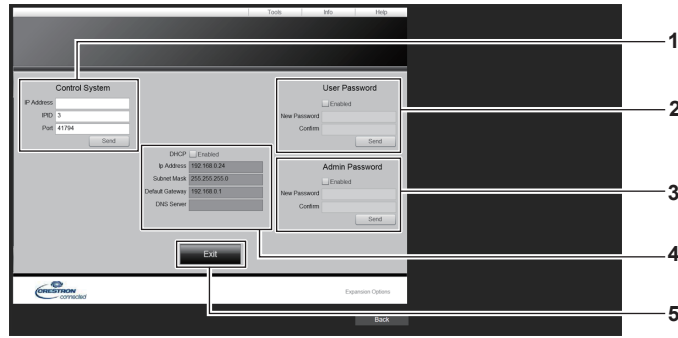 Tools Info Help
1
Control System
IP Address
IPID 3
Port 41794
Send
User Password
Enabled
New Password
Confirm
Send
2
DHCP Enabled
Ip Address 192.168.0.24
Subnet Mask 255.255.255.0
Default Gateway 192.168.0.1
DNS Server
Admin Password
Enabled
New Password
Confirm
Send
3
4
Exit
CRESTRON
connected
Expansion Options
5
Back